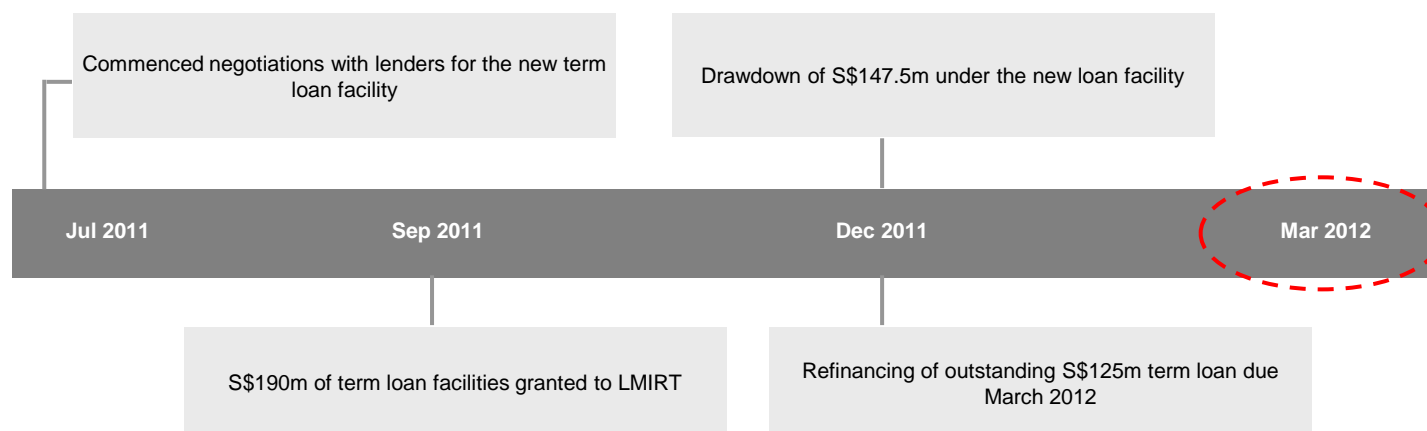 Commenced negotiations with lenders for the new term
loan facility
Drawdown of S$147.5m under the new loan facility
Jul 2011
Sep 2011
Dec 2011
Mar 2012
S$190m of term loan facilities granted to LMIRT
Refinancing of outstanding S$125m term loan due
March 2012